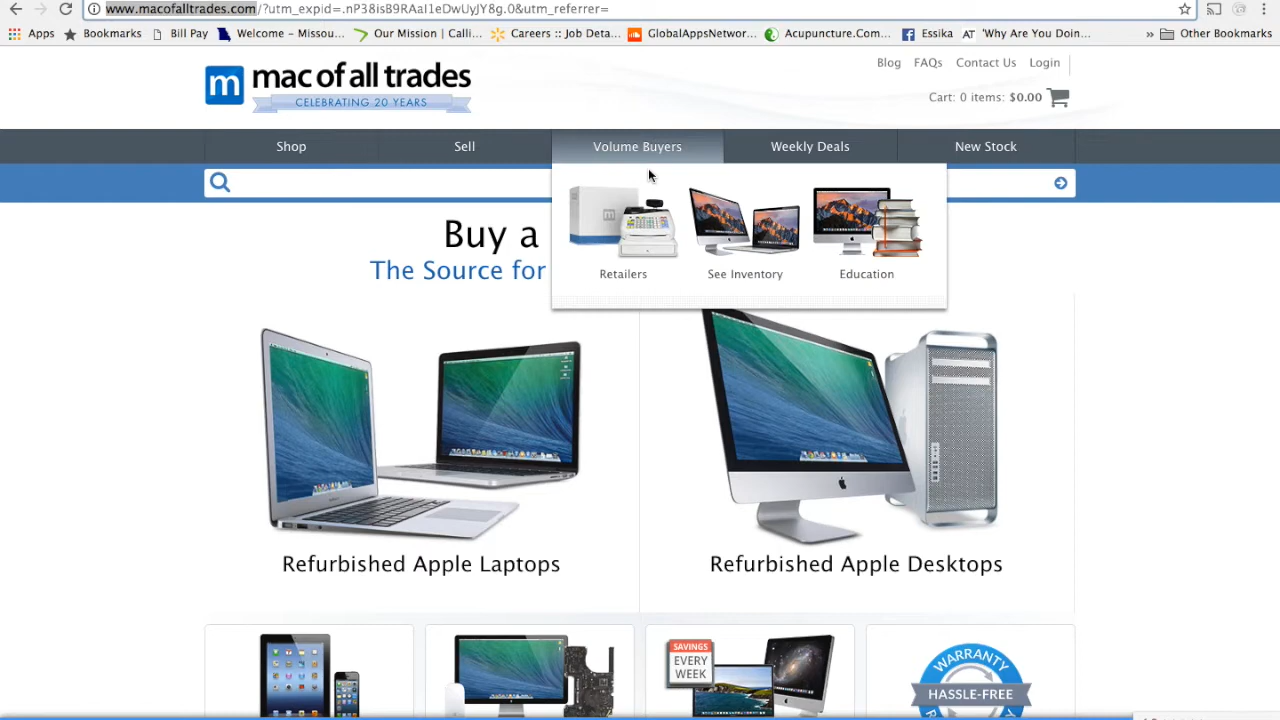 www.macofalltrades.com/?utm_expid=.nP38isB9RAaI1eDwUyJY8g.0&utm_referrer=
Apps Bookmarks Bill Pay Welcome – Missou... Our Mission | Calli... Careers :: Job Deta... GlobalAppsNetwor... Acupuncture.Com... Essika AT 'Why Are You Doin... » Other Bookmarks
Blog FAQs Contact Us Login
m mac of all trades
CELEBRATING 20 YEARS
Cart: 0 items: $0.00
Shop Sell Volume Buyers Weekly Deals New Stock
Buy a
The Source for
Retailers See Inventory Education
Refurbished Apple Laptops Refurbished Apple Desktops
SAVINGS
EVERY
WEEK
WARRANTY
HASSLE-FREE